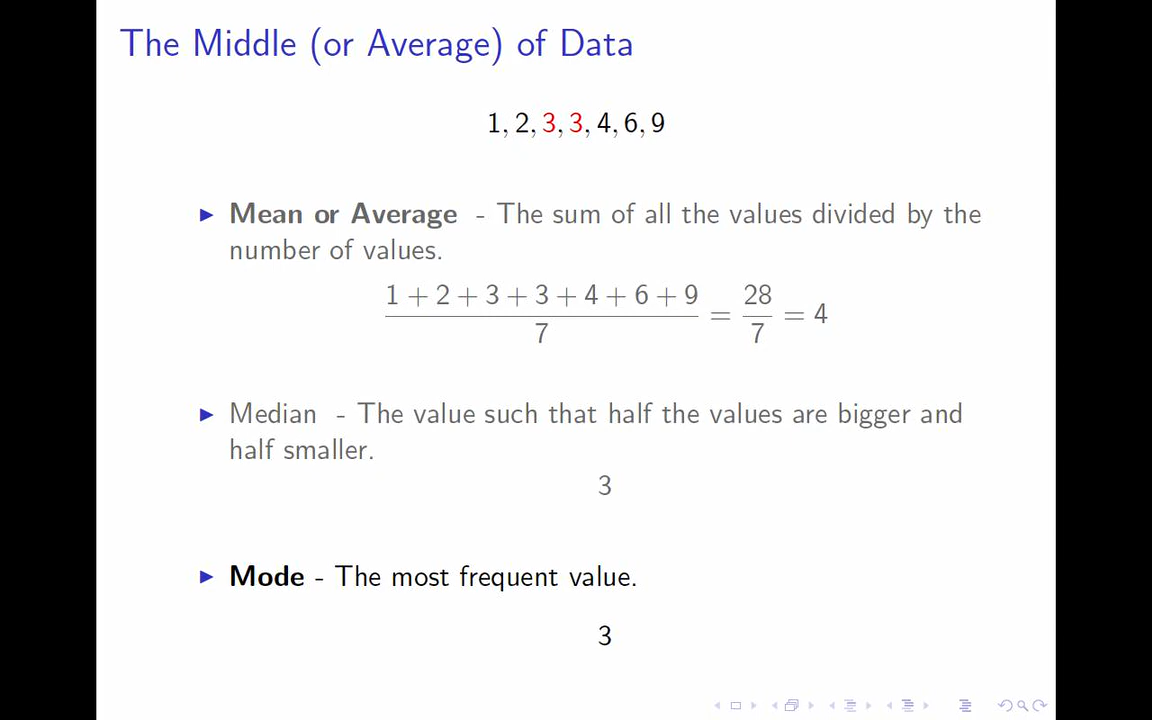 The Middle (or Average) of Data
1, 2, 3, 3, 4, 6, 9
Mean or Average - The sum of all the values divided by the
number of values.
1 + 2 + 3 + 3 + 4 + 6 + 9
7
= 28
7
= 4
Median - The value such that half the values are bigger and
half smaller.
3
Mode - The most frequent value.
3